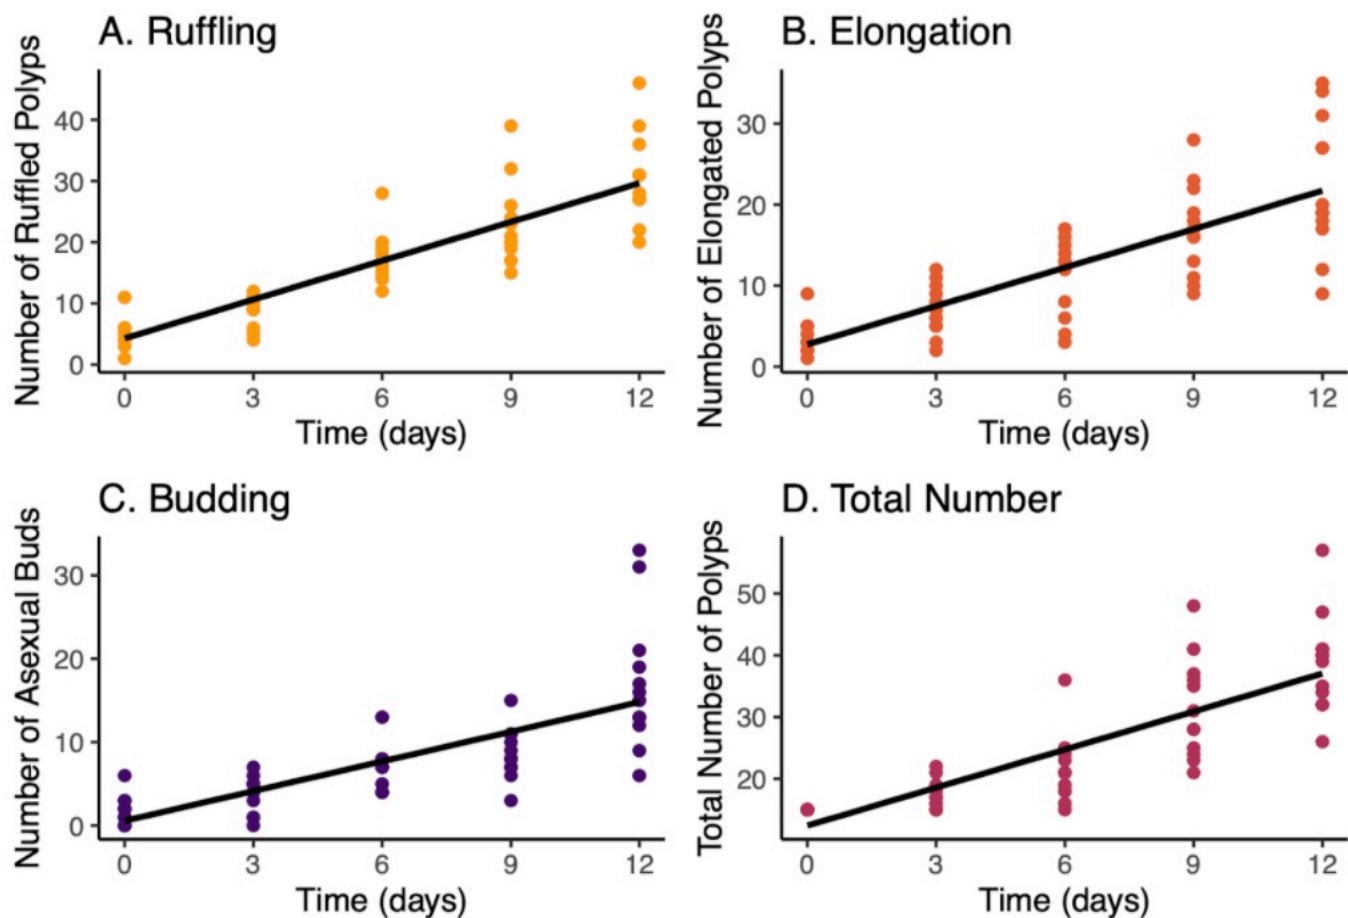 A. Ruffling
Number of Ruffled Polyps
40
30
20
10
0
0 3 6 9 12
Time (days)
B. Elongation
Number of Elongated Polyps
30
20
10
0
0 3 6 9 12
Time (days)
C. Budding
Number of Asexual Buds
30
20
10
0
0 3 6 9 12
Time (days)
D. Total Number
Total Number of Polyps
50
40
30
20
0 3 6 9 12
Time (days)